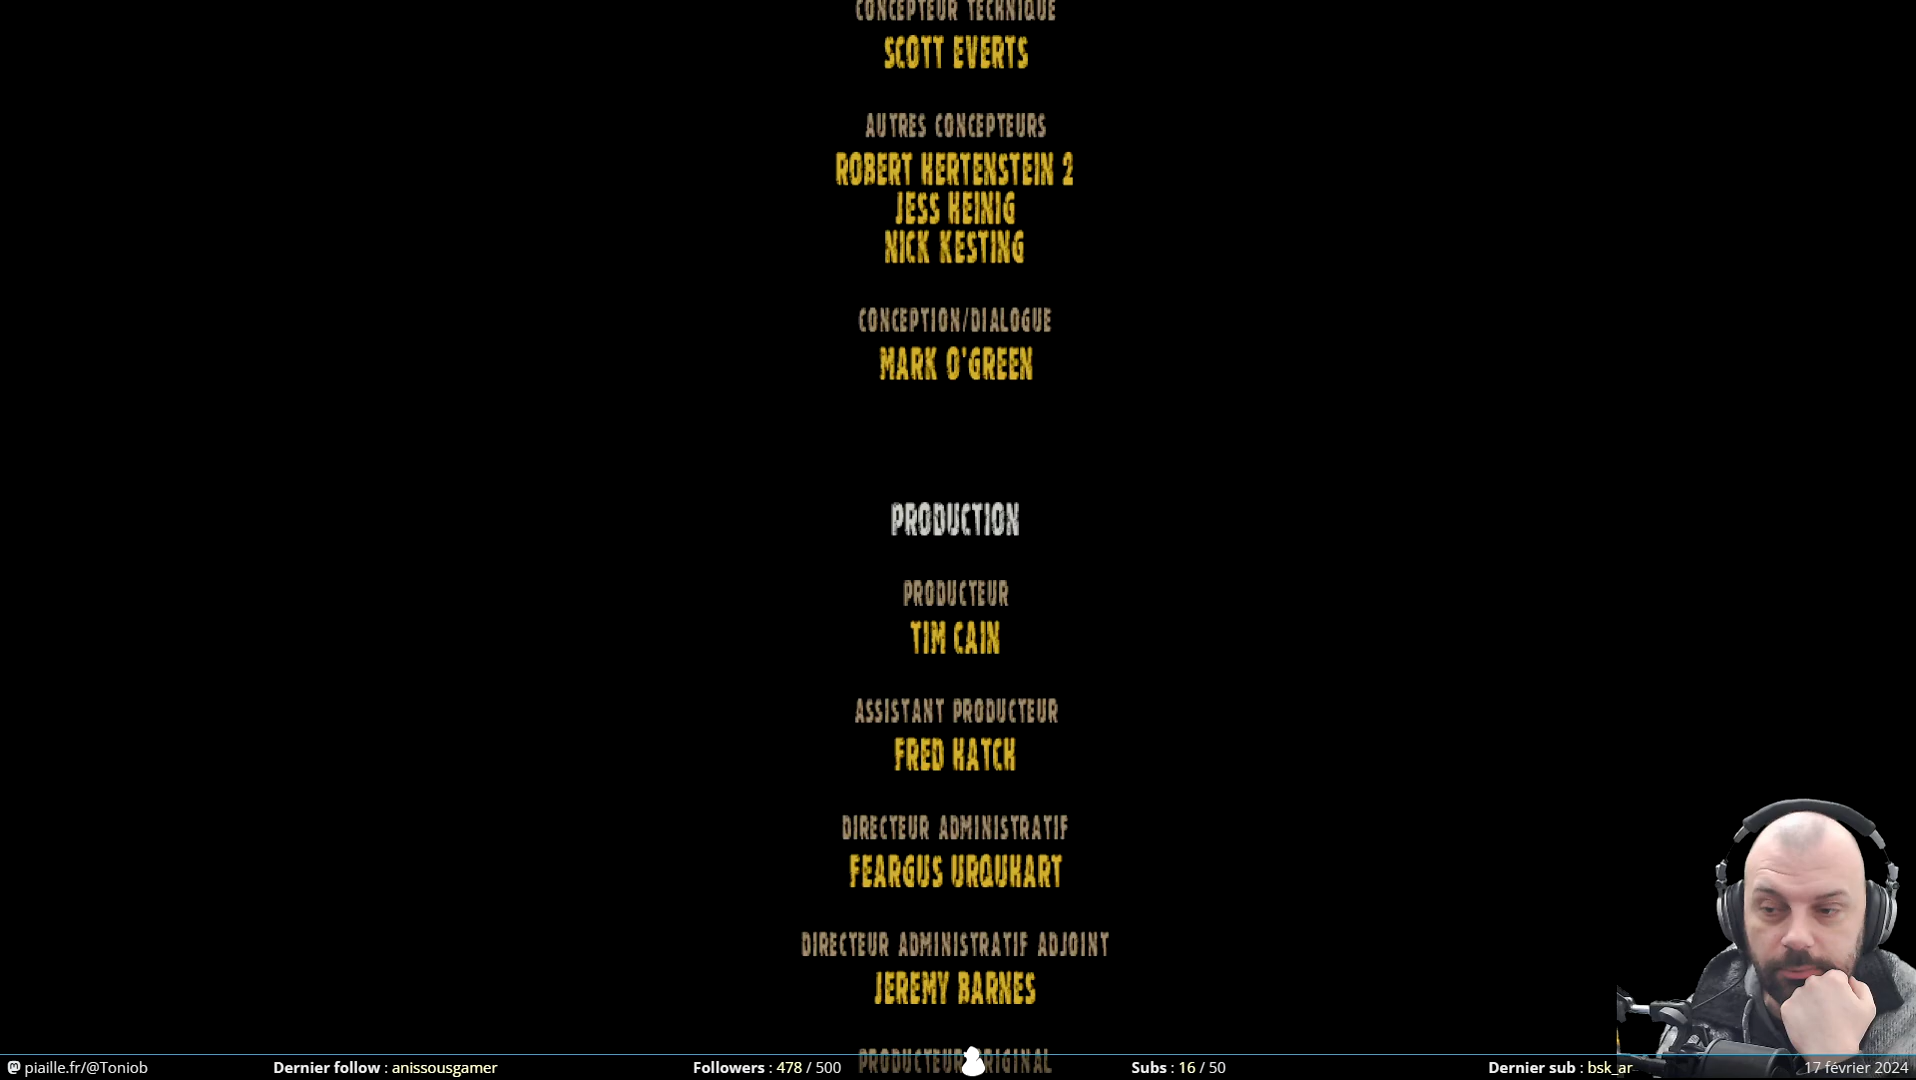 CONCEPTEUR TECHNIQUE
SCOTT EVERTS
AUTRES CONCEPTEURS
ROBERT HERTENSTEIN 2
JESS HEINIG
NICK KESTING
CONCEPTION/DIALOGUE
MARK O'GREEN
PRODUCTION
PRODUCTEUR
TIM CAIN
ASSISTANT PRODUCTEUR
FRED HATCH
DIRECTEUR ADMINISTRATIF
FEARGUS URQUHART
DIRECTEUR ADMINISTRATIF ADJOINT
JEREMY BARNES
PRODUCTEUR ORIGINAL
piaille.fr/@Toniob Dernier follow : anissousgamer Followers : 478 / 500 Subs : 16 / 50 Dernier sub : bsk_ar 17 février 2024